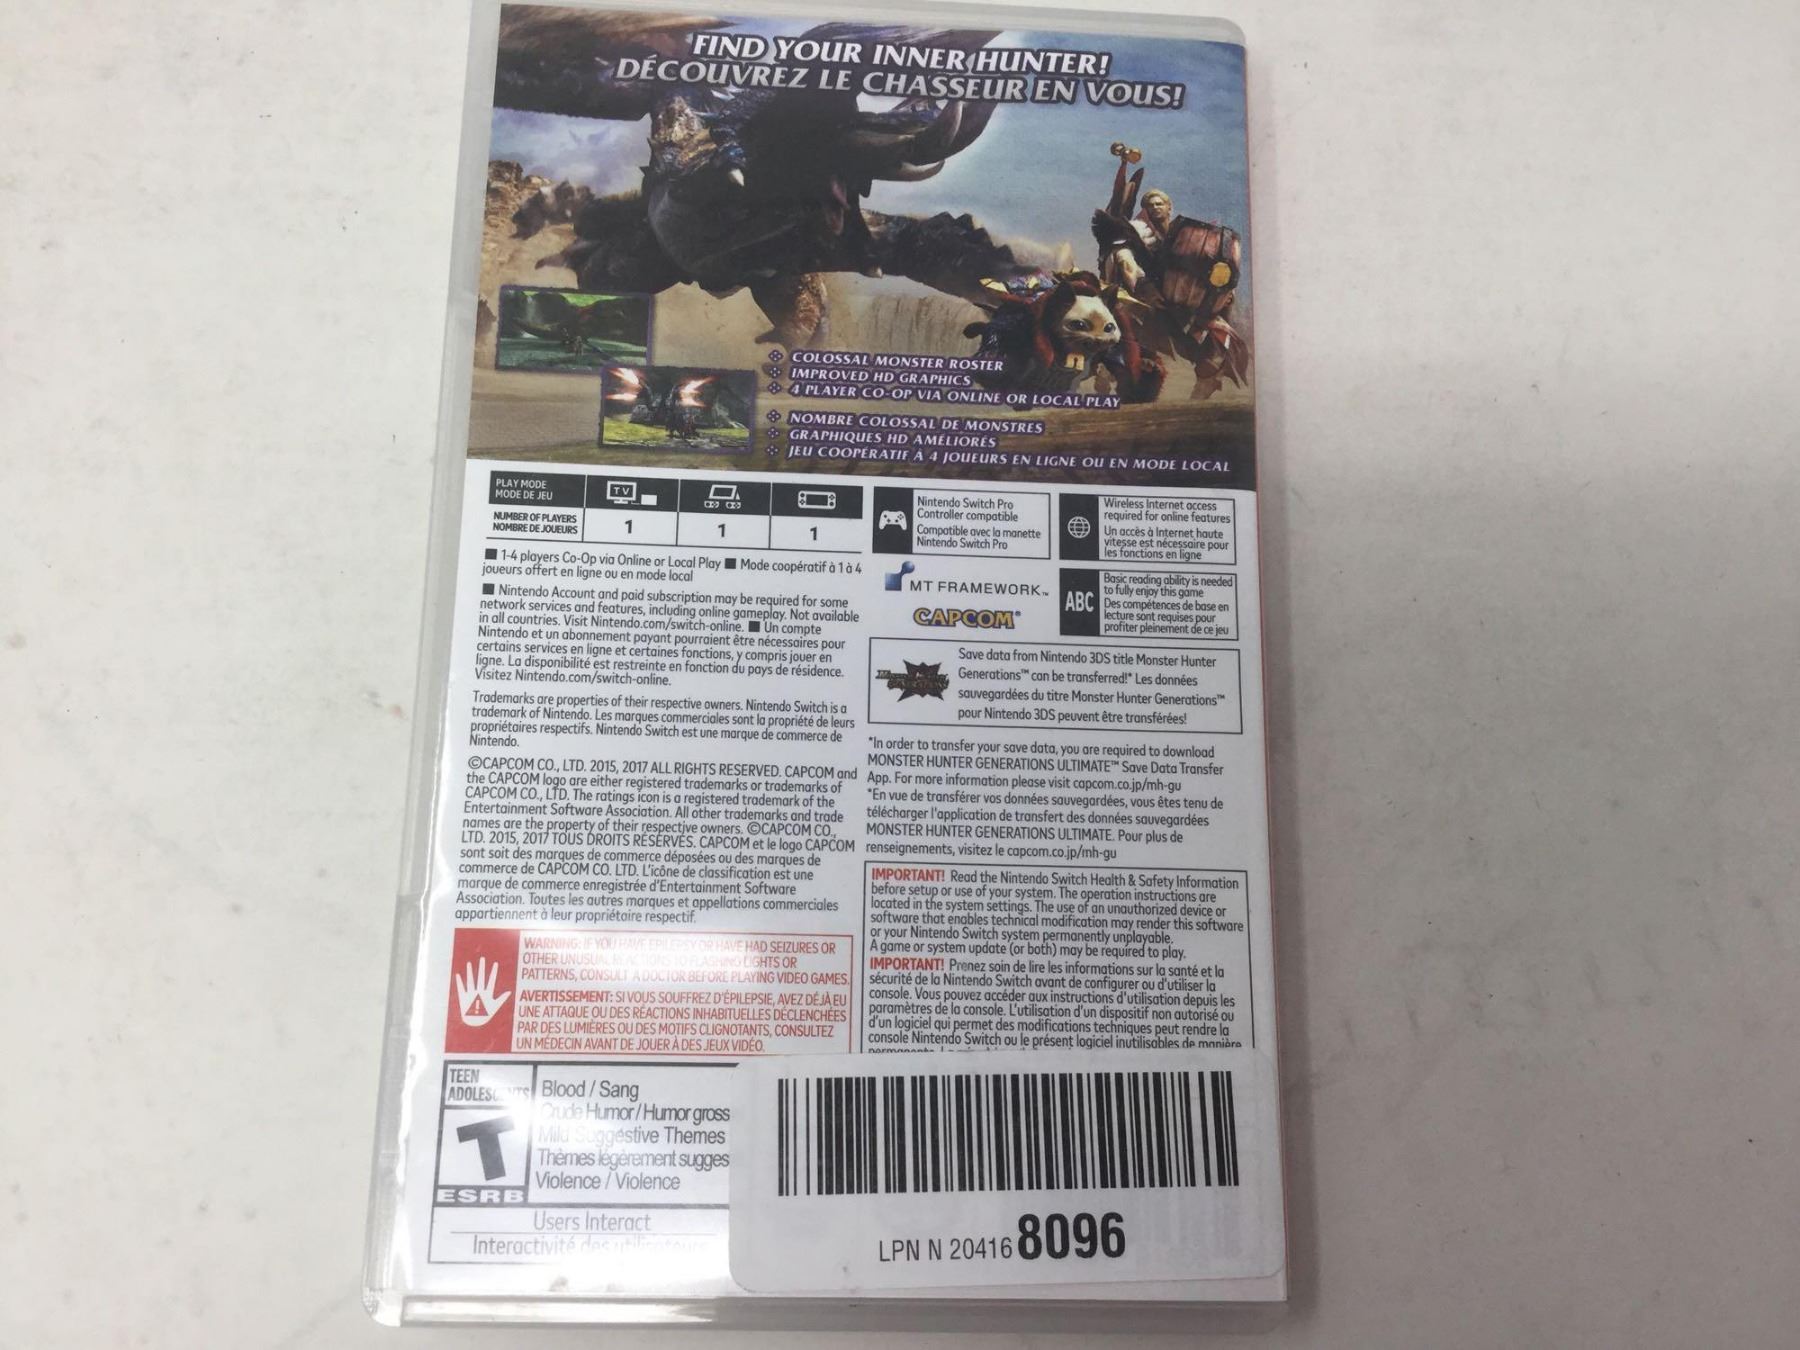 FIND YOUR INNER HUNTER!
DÉCOUVREZ LE CHASSEUR EN VOUS!
COLOSSAL MONSTER ROSTER
IMPROVED HD GRAPHICS
4 PLAYER CO-OP VIA ONLINE OR LOCAL PLAY
NOMBRE COLOSSAL DE MONSTRES
GRAPHIQUES HD AMÉLIORÉS
JEU COOPÉRATIF À 4 JOUEURS EN LIGNE OU EN MODE LOCAL
PLAY MODE
MODE DE JEU
TV
NUMBER OF PLAYERS
NOMBRE DE JOUEURS
1 1 1
■ 1-4 players Co-Op via Online or Local Play ■ Mode coopératif à 1 à 4
joueurs offert en ligne ou en mode local
■ Nintendo Account and paid subscription may be required for some
network services and features, including online gameplay. Not available
in all countries. Visit Nintendo.com/switch-online. ■ Un compte
Nintendo et un abonnement payant pourraient être nécessaires pour
certains services en ligne et certaines fonctions, y compris jouer en
ligne. La disponibilité est restreinte en fonction du pays de résidence.
Visitez Nintendo.com/switch-online.
Trademarks are properties of their respective owners. Nintendo Switch is a
trademark of Nintendo. Les marques commerciales sont la propriété de leurs
propriétaires respectifs. Nintendo Switch est une marque de commerce de
Nintendo.
©CAPCOM CO., LTD. 2015, 2017 ALL RIGHTS RESERVED. CAPCOM and
the CAPCOM logo are either registered trademarks or trademarks of
CAPCOM CO., LTD. The ratings icon is a registered trademark of the
Entertainment Software Association. All other trademarks and trade
names are the property of their respective owners. ©CAPCOM CO.,
LTD. 2015, 2017 TOUS DROITS RÉSERVÉS. CAPCOM et le logo CAPCOM
sont soit des marques de commerce déposées ou des marques de
commerce de CAPCOM CO. LTD. L'icône de classification est une
marque de commerce enregistrée d'Entertainment Software
Association. Toutes les autres marques et appellations commerciales
appartiennent à leur propriétaire respectif.
WARNING: IF YOU HAVE EPILEPSY OR HAVE HAD SEIZURES OR
OTHER UNUSUAL REACTIONS TO FLASHING LIGHTS OR
PATTERNS, CONSULT A DOCTOR BEFORE PLAYING VIDEO GAMES.
AVERTISSEMENT: SI VOUS SOUFFREZ D'ÉPILEPSIE, AVEZ DÉJÀ EU
UNE ATTAQUE OU DES RÉACTIONS INHABITUELLES DÉCLENCHÉES
PAR DES LUMIÈRES OU DES MOTIFS CLIGNOTANTS, CONSULTEZ
UN MÉDECIN AVANT DE JOUER À DES JEUX VIDÉO.
Nintendo Switch Pro
Controller compatible
Compatible avec la manette
Nintendo Switch Pro
Wireless Internet access
required for online features
Un accès à Internet haute
vitesse est nécessaire pour
les fonctions en ligne
MT FRAMEWORK™
CAPCOM®
ABC
Basic reading ability is needed
to fully enjoy this game
Des compétences de base en
lecture sont requises pour
profiter pleinement de ce jeu
Save data from Nintendo 3DS title Monster Hunter
Generations™ can be transferred!* Les données
sauvegardées du titre Monster Hunter Generations™
pour Nintendo 3DS peuvent être transférées!
*In order to transfer your save data, you are required to download
MONSTER HUNTER GENERATIONS ULTIMATE™ Save Data Transfer
App. For more information please visit capcom.co.jp/mh-gu
*En vue de transférer vos données sauvegardées, vous êtes tenu de
télécharger l'application de transfert des données sauvegardées
MONSTER HUNTER GENERATIONS ULTIMATE. Pour plus de
renseignements, visitez le capcom.co.jp/mh-gu
IMPORTANT! Read the Nintendo Switch Health & Safety Information
before setup or use of your system. The operation instructions are
located in the system settings. The use of an unauthorized device or
software that enables technical modification may render this software
or your Nintendo Switch system permanently unplayable.
A game or system update (or both) may be required to play.
IMPORTANT! Prenez soin de lire les informations sur la santé et la
sécurité de la Nintendo Switch avant de configurer ou d'utiliser la
console. Vous pouvez accéder aux instructions d'utilisation depuis les
paramètres de la console. L'utilisation d'un dispositif non autorisé ou
d'un logiciel qui permet des modifications techniques peut rendre la
console Nintendo Switch ou le présent logiciel inutilisables de manière
TEEN
ADOLESCENTS
T
ESRB
Blood / Sang
Crude Humor / Humor gross
Mild Suggestive Themes
Thèmes légèrement sugges
Violence / Violence
Users Interact
Interactivité des utilisateurs
LPN N 20416 8096